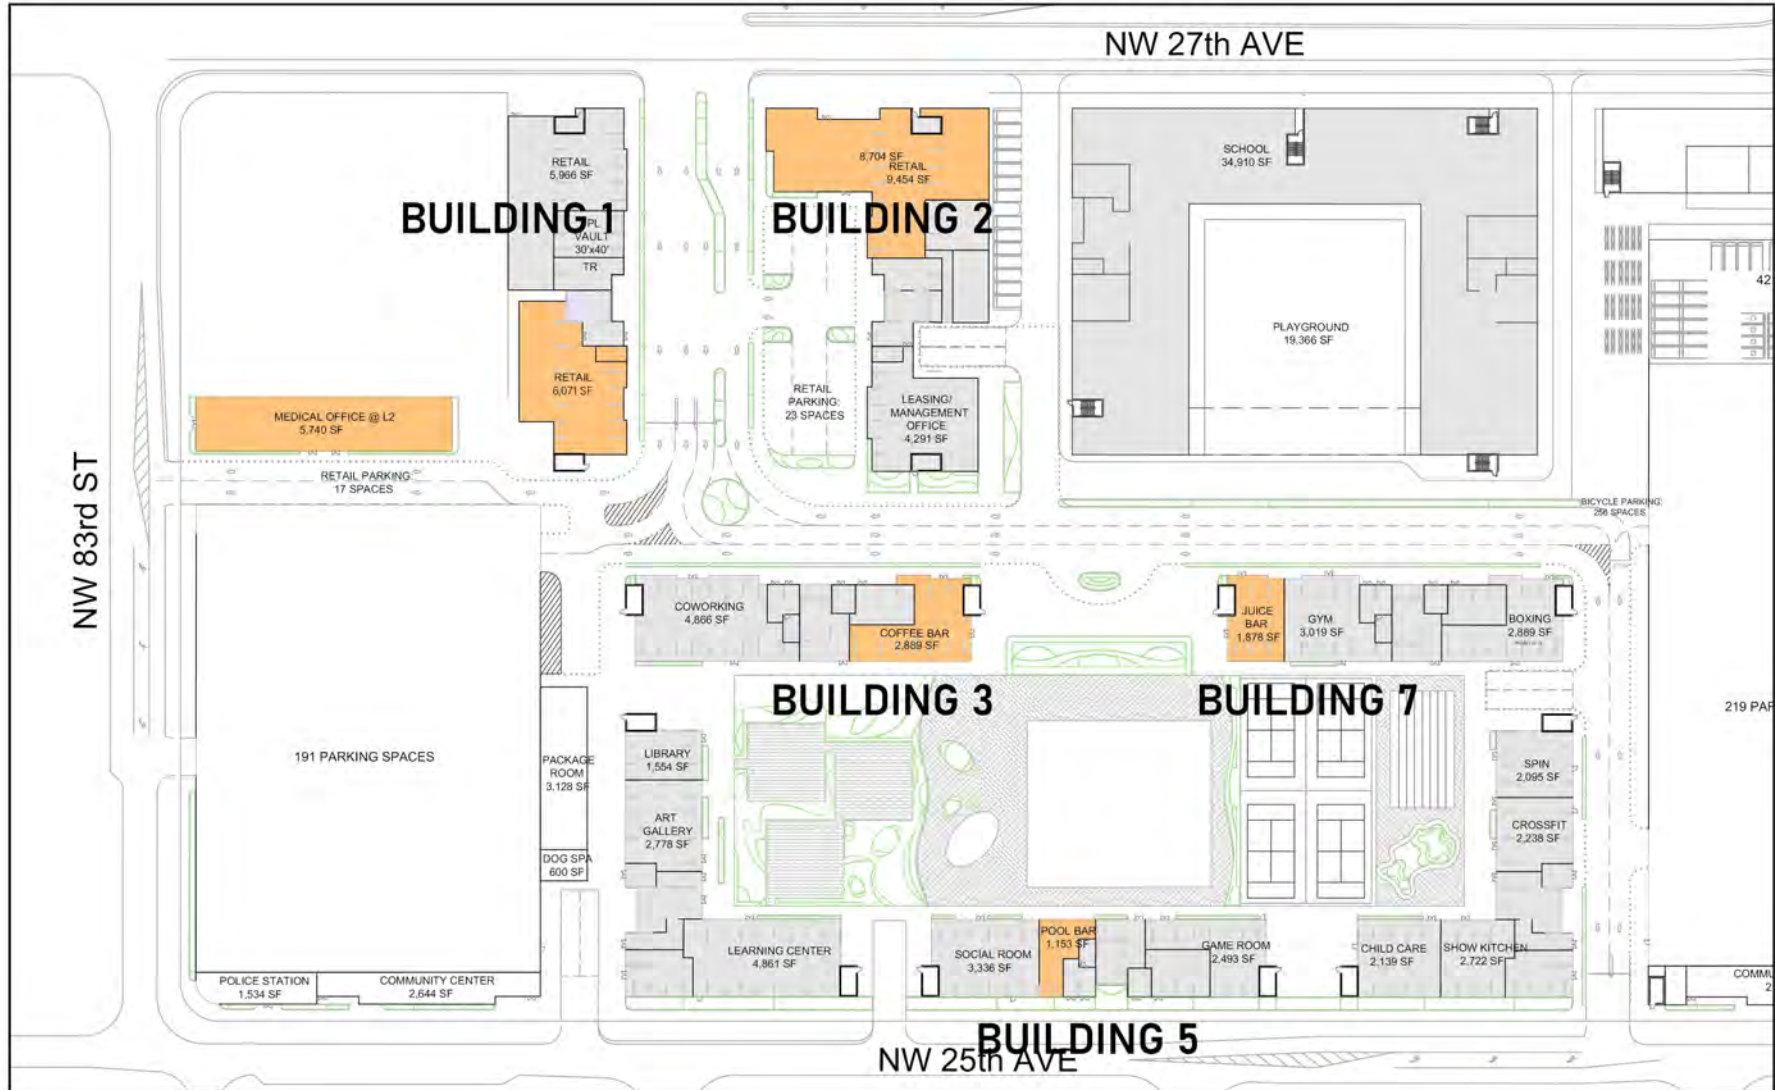 NW 27th AVE
NW 83rd ST
RETAIL
5,966 SF
BUILDING 1
VAULT
30'x40'
TR
RETAIL
6,071 SF
MEDICAL OFFICE @ L2
5,740 SF
RETAIL PARKING:
17 SPACES
8,704 SF
RETAIL
9,454 SF
BUILDING 2
RETAIL
PARKING:
23 SPACES
LEASING/
MANAGEMENT
OFFICE
4,291 SF
SCHOOL
34,910 SF
PLAYGROUND
19,366 SF
42
BICYCLE PARKING:
COWORKING
4,866 SF
COFFEE BAR
2,889 SF
JUICE
BAR
1,878 SF
GYM
3,019 SF
BOXING
2,889 SF
BUILDING 3
BUILDING 7
219 PAR
191 PARKING SPACES
PACKAGE
ROOM
3,128 SF
DOG SPA
600 SF
LIBRARY
1,554 SF
ART
GALLERY
2,778 SF
SPIN
2,095 SF
CROSSFIT
2,238 SF
LEARNING CENTER
4,861 SF
SOCIAL ROOM
3,336 SF
POOL BAR
1,153 SF
GAME ROOM
2,493 SF
CHILD CARE
2,139 SF
SHOW KITCHEN
2,722 SF
POLICE STATION
1,534 SF
COMMUNITY CENTER
2,644 SF
COMMU
2
BUILDING 5
NW 25th AVE